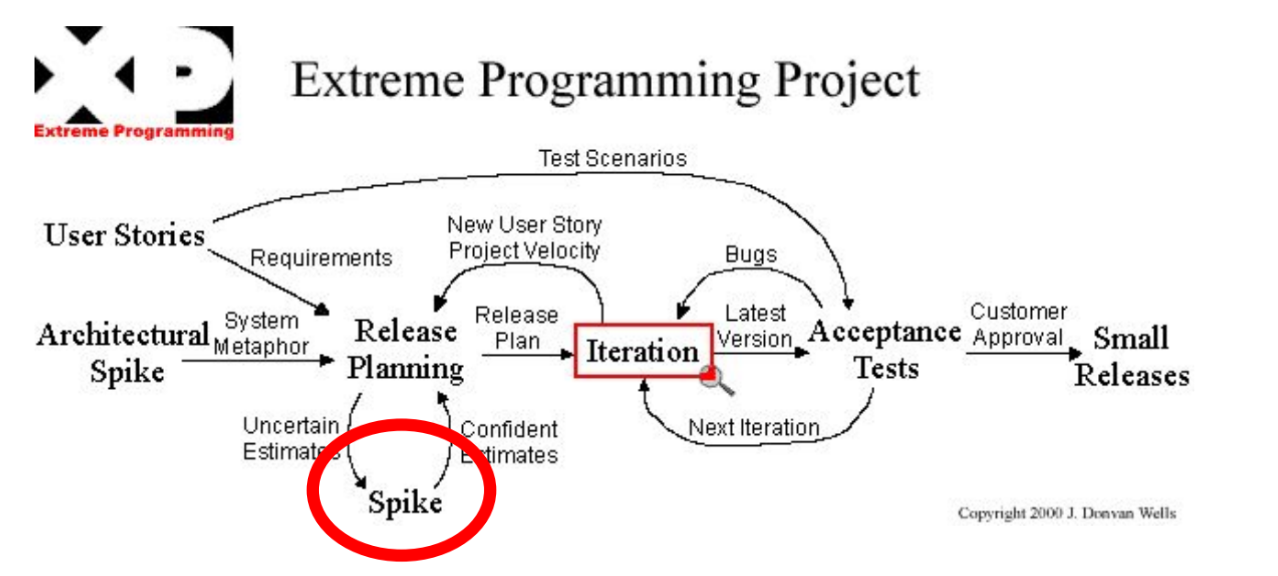 XP
Extreme Programming
Extreme Programming Project
Test Scenarios
User Stories
Requirements
New User Story
Project Velocity
Bugs
Architectural
Spike
System
Metaphor
Release
Planning
Release
Plan
Iteration
Latest
Version
Acceptance
Tests
Customer
Approval
Small
Releases
Uncertain
Estimates
Confident
Estimates
Next Iteration
Spike
Copyright 2000 J. Donvan Wells